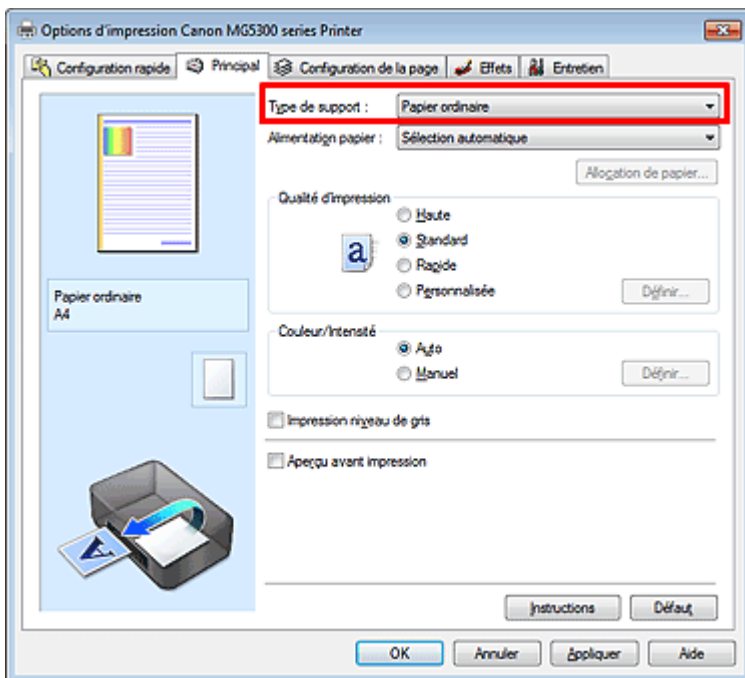 Options d'impression Canon MG5300 series Printer
Configuration rapide Principal Configuration de la page Effets Entretien
Type de support : Papier ordinaire
Alimentation papier : Sélection automatique
Allocation de papier...
Qualité d'impression
Haute
a Standard
Rapide
Personnalisée Définir...
Papier ordinaire
A4
Couleur/Intensité
Auto
Manuel Définir...
Impression niveau de gris
Aperçu avant impression
A
Instructions Défaut
OK Annuler Appliquer Aide